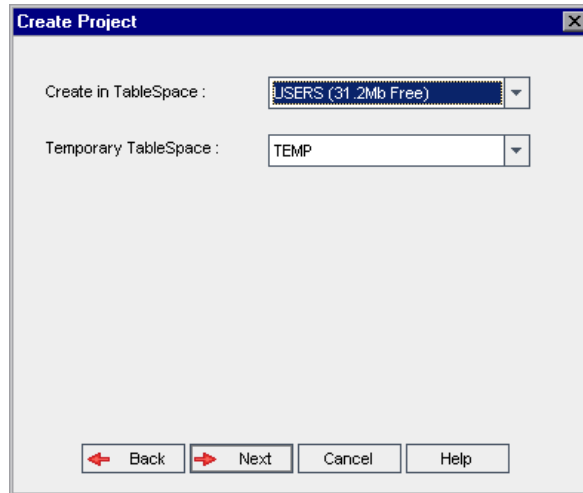 Create Project
Create in TableSpace : USERS (31.2Mb Free)
Temporary TableSpace : TEMP
Back Next Cancel Help